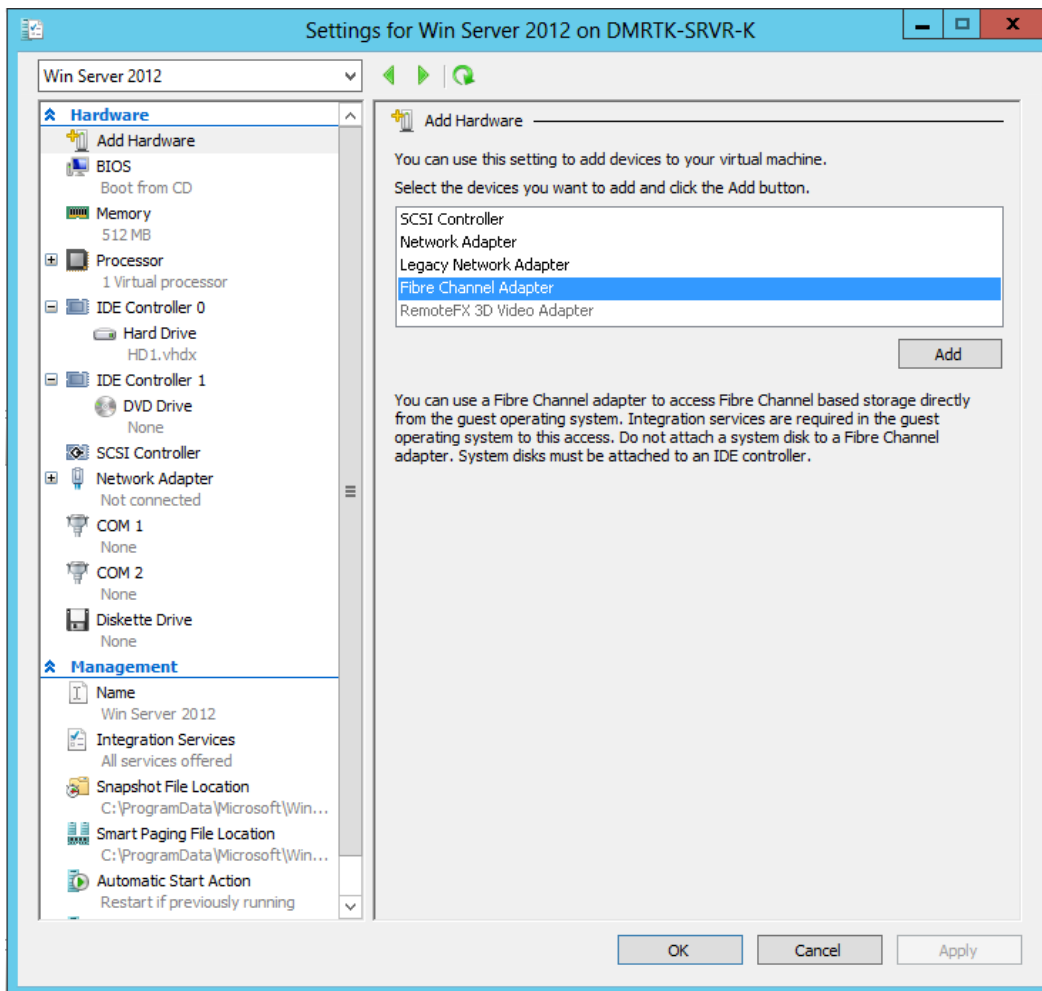 Settings for Win Server 2012 on DMRTK-SRVR-K
Win Server 2012
Hardware
Add Hardware
BIOS
Boot from CD
Memory
512 MB
Processor
1 Virtual processor
IDE Controller 0
Hard Drive
HD1.vhdx
IDE Controller 1
DVD Drive
None
SCSI Controller
Network Adapter
Not connected
COM 1
None
COM 2
None
Diskette Drive
None
Management
Name
Win Server 2012
Integration Services
All services offered
Snapshot File Location
C:\ProgramData\Microsoft\Win...
Smart Paging File Location
C:\ProgramData\Microsoft\Win...
Automatic Start Action
Restart if previously running
Add Hardware
You can use this setting to add devices to your virtual machine.
Select the devices you want to add and click the Add button.
SCSI Controller
Network Adapter
Legacy Network Adapter
Fibre Channel Adapter
RemoteFX 3D Video Adapter
Add
You can use a Fibre Channel adapter to access Fibre Channel based storage directly
from the guest operating system. Integration services are required in the guest
operating system to this access. Do not attach a system disk to a Fibre Channel
adapter. System disks must be attached to an IDE controller.
OK
Cancel
Apply